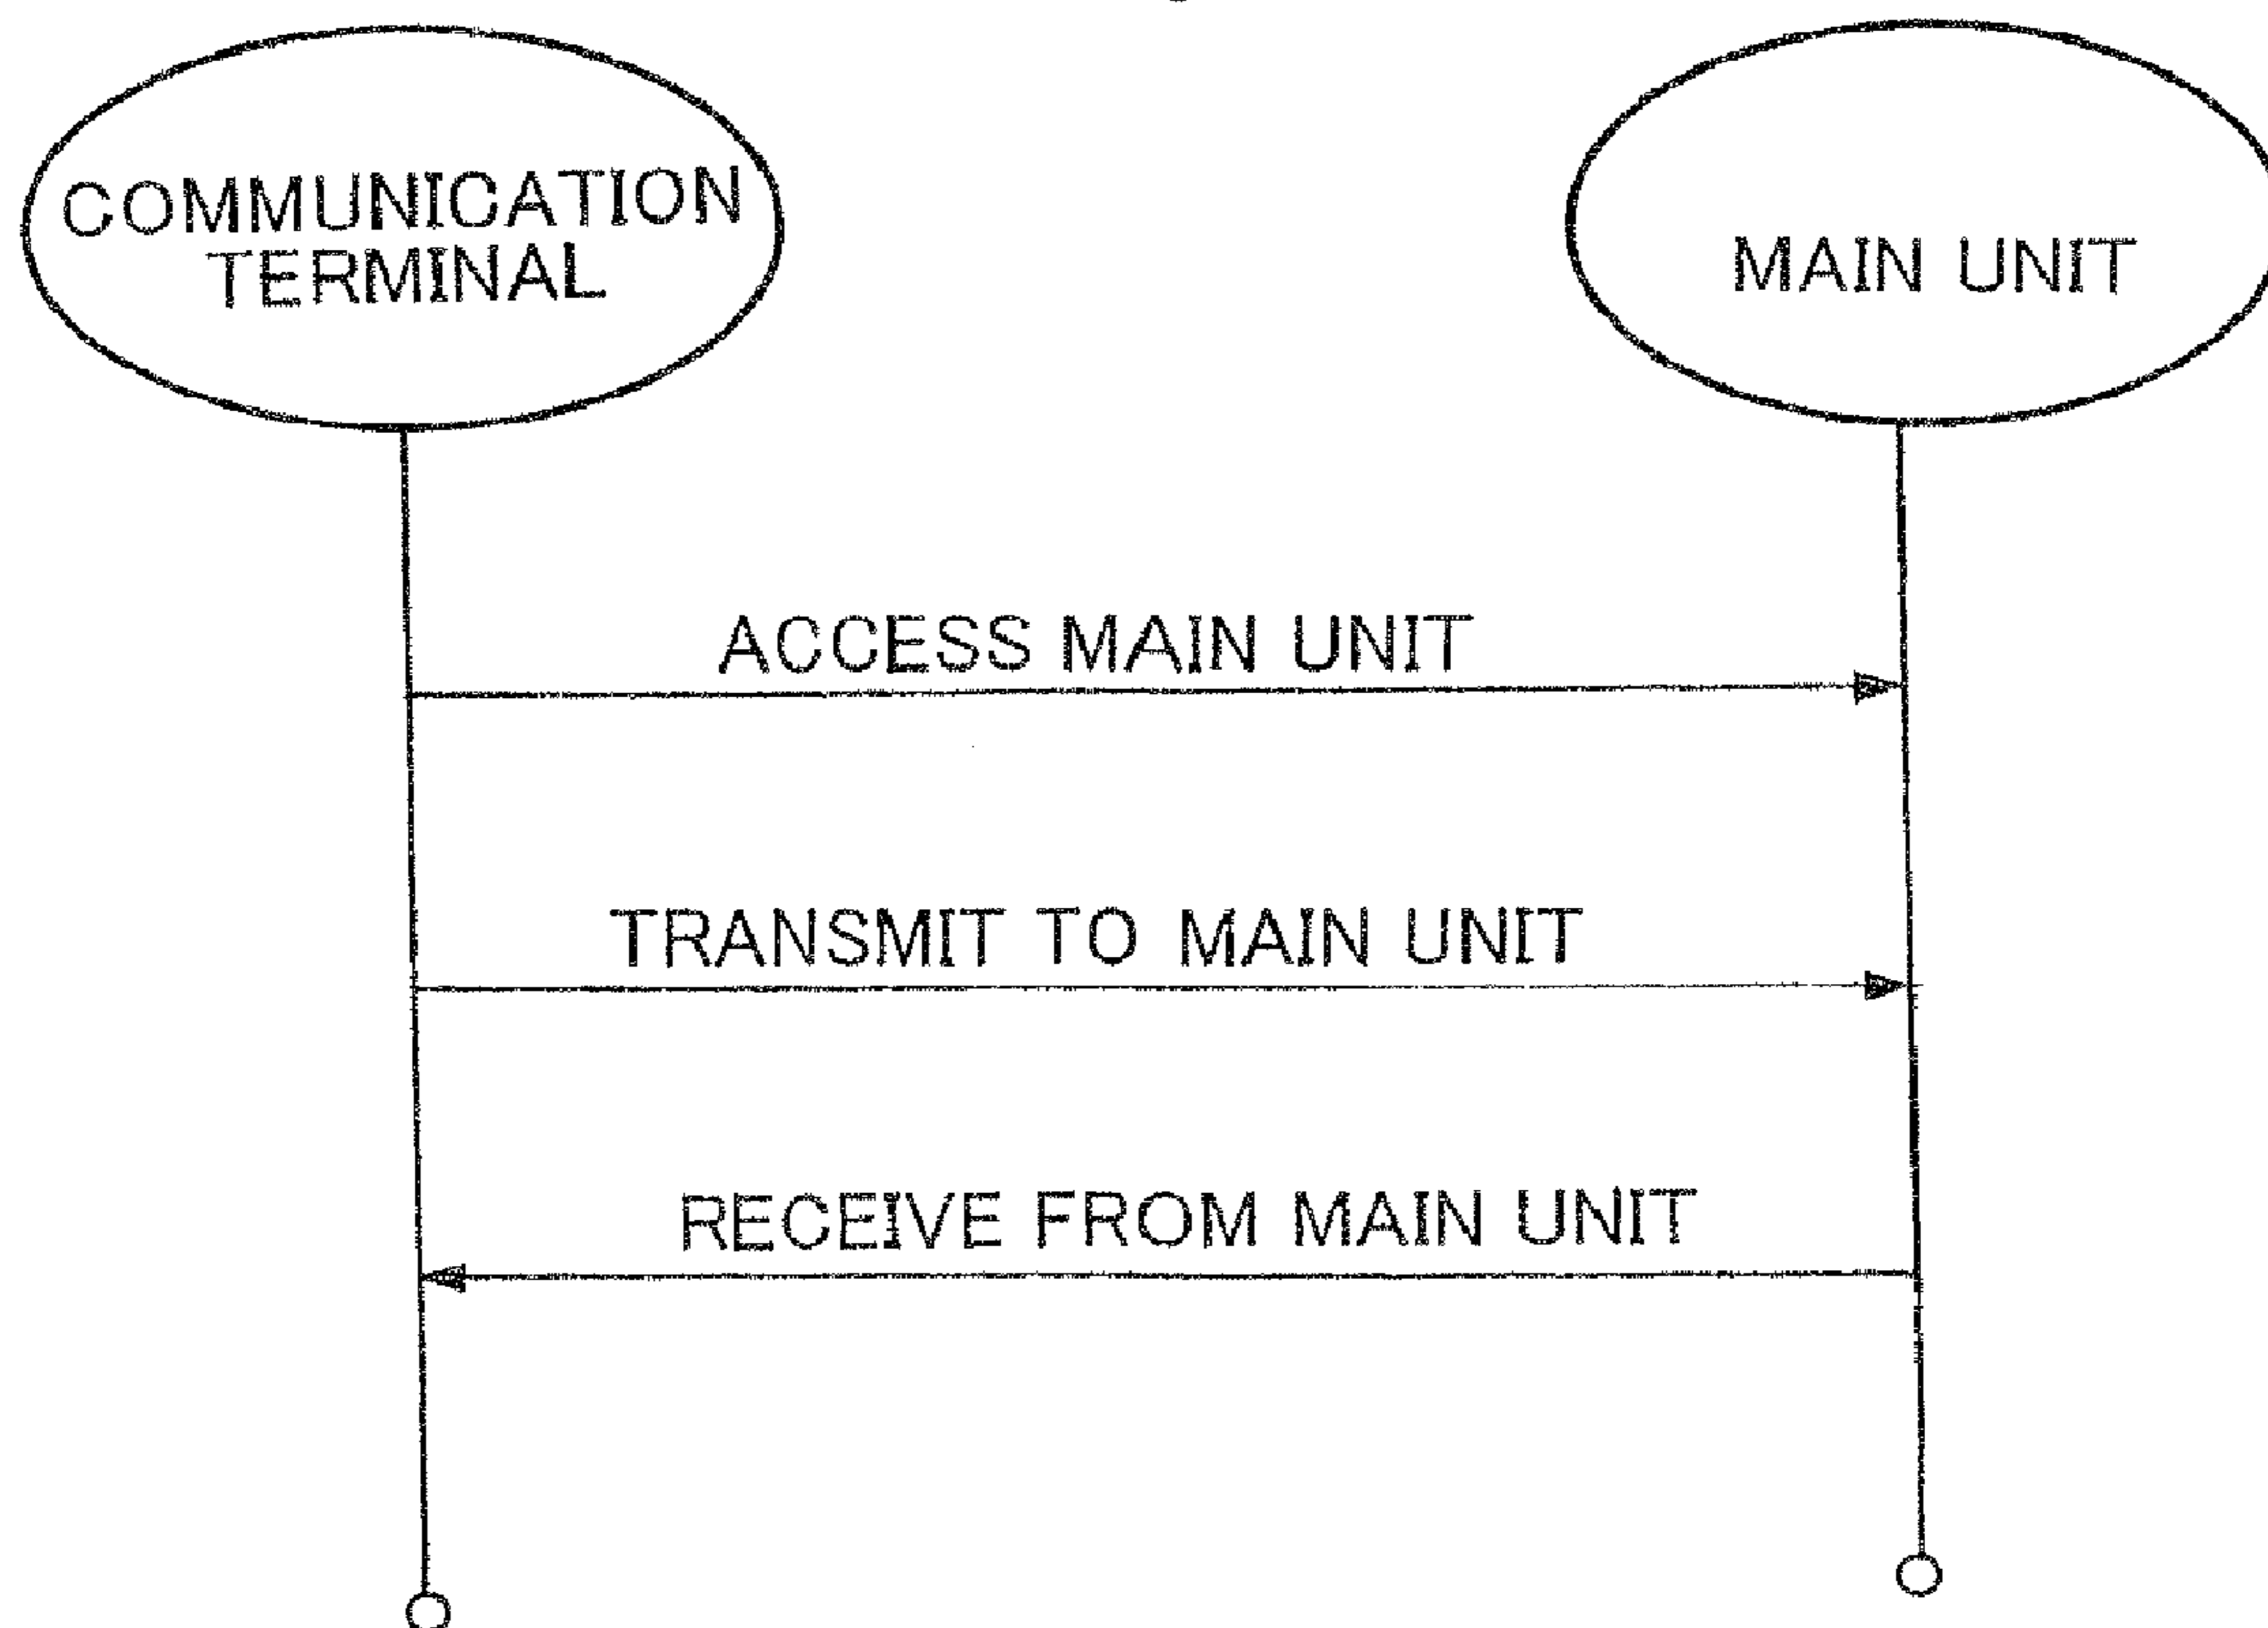 COMMUNICATION
TERMINAL
MAIN UNIT
ACCESS MAIN UNIT
TRANSMIT TO MAIN UNIT
RECEIVE FROM MAIN UNIT